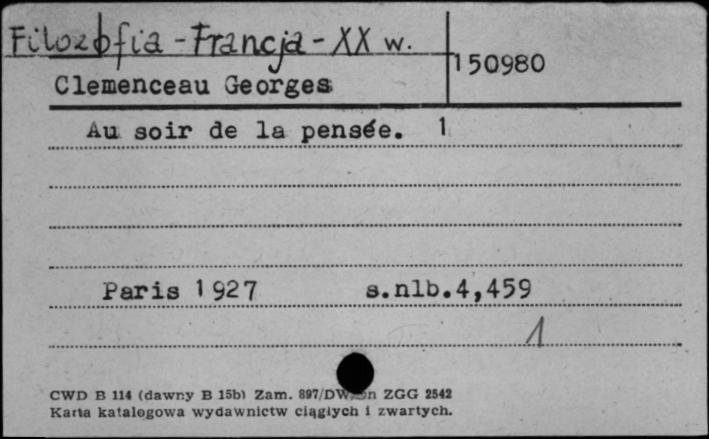 Filozofia - Francja - XX w.
150980
Clemenceau Georges
Au soir de la pensée. 1
Paris 1927 s.nlb.4,459
1
CWD B 114 (dawny B 15b) Zam. 897/DW ZGG 2542
Karta katalogowa wydawnictw ciągłych i zwartych.